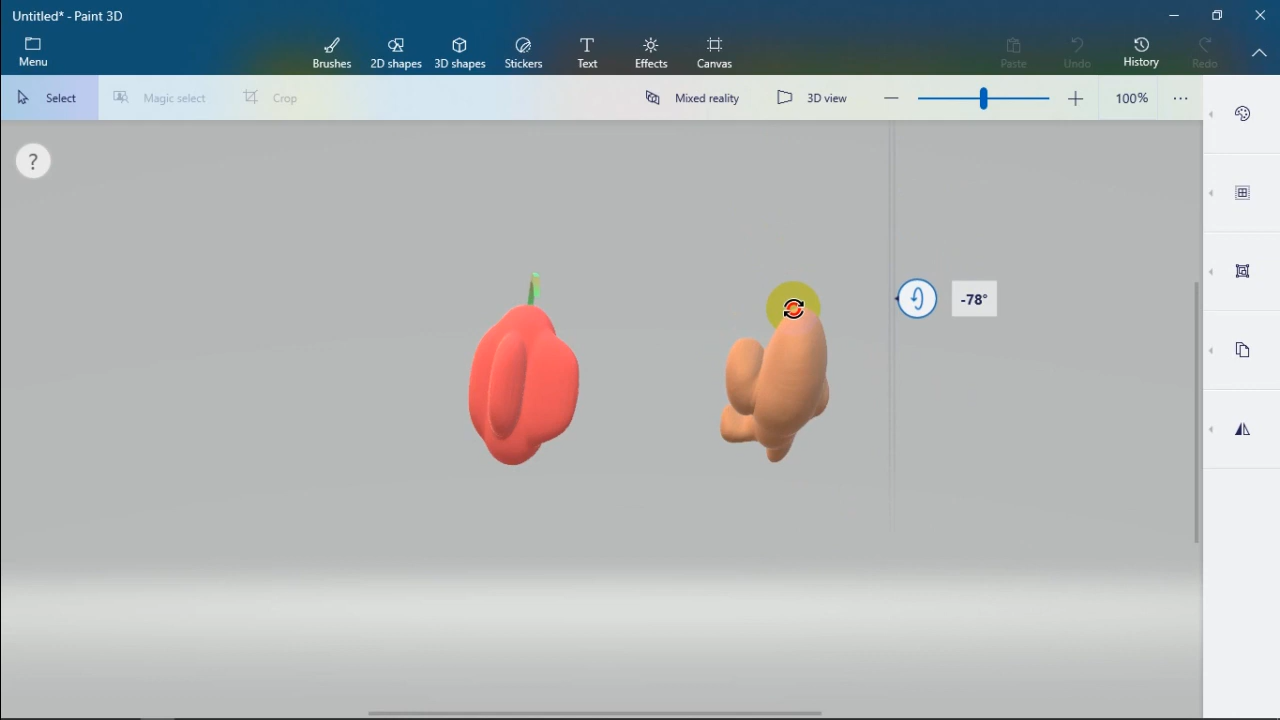 Untitled* - Paint 3D
Menu
Brushes
2D shapes
3D shapes
Stickers
Text
Effects
Canvas
Paste
Undo
History
Redo
Select
Magic select
Crop
Mixed reality
3D view
100%
?
-78°